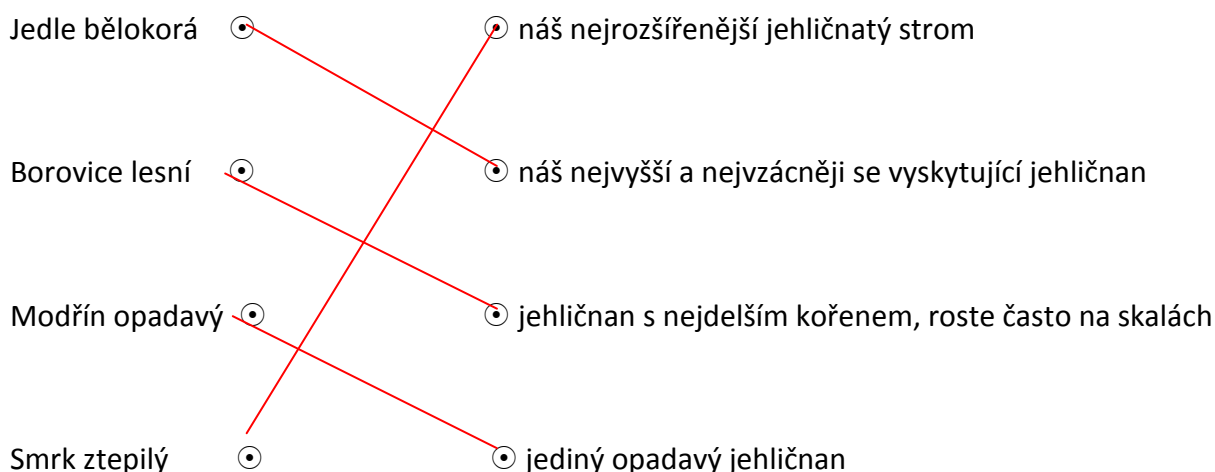 Jedle bělokorá náš nejrozšířenější jehličnatý strom
Borovice lesní náš nejvyšší a nejvzácněji se vyskytující jehličnan
Modřín opadavý jehličnan s nejdelším kořenem, roste často na skalách
Smrk ztepilý jediný opadavý jehličnan